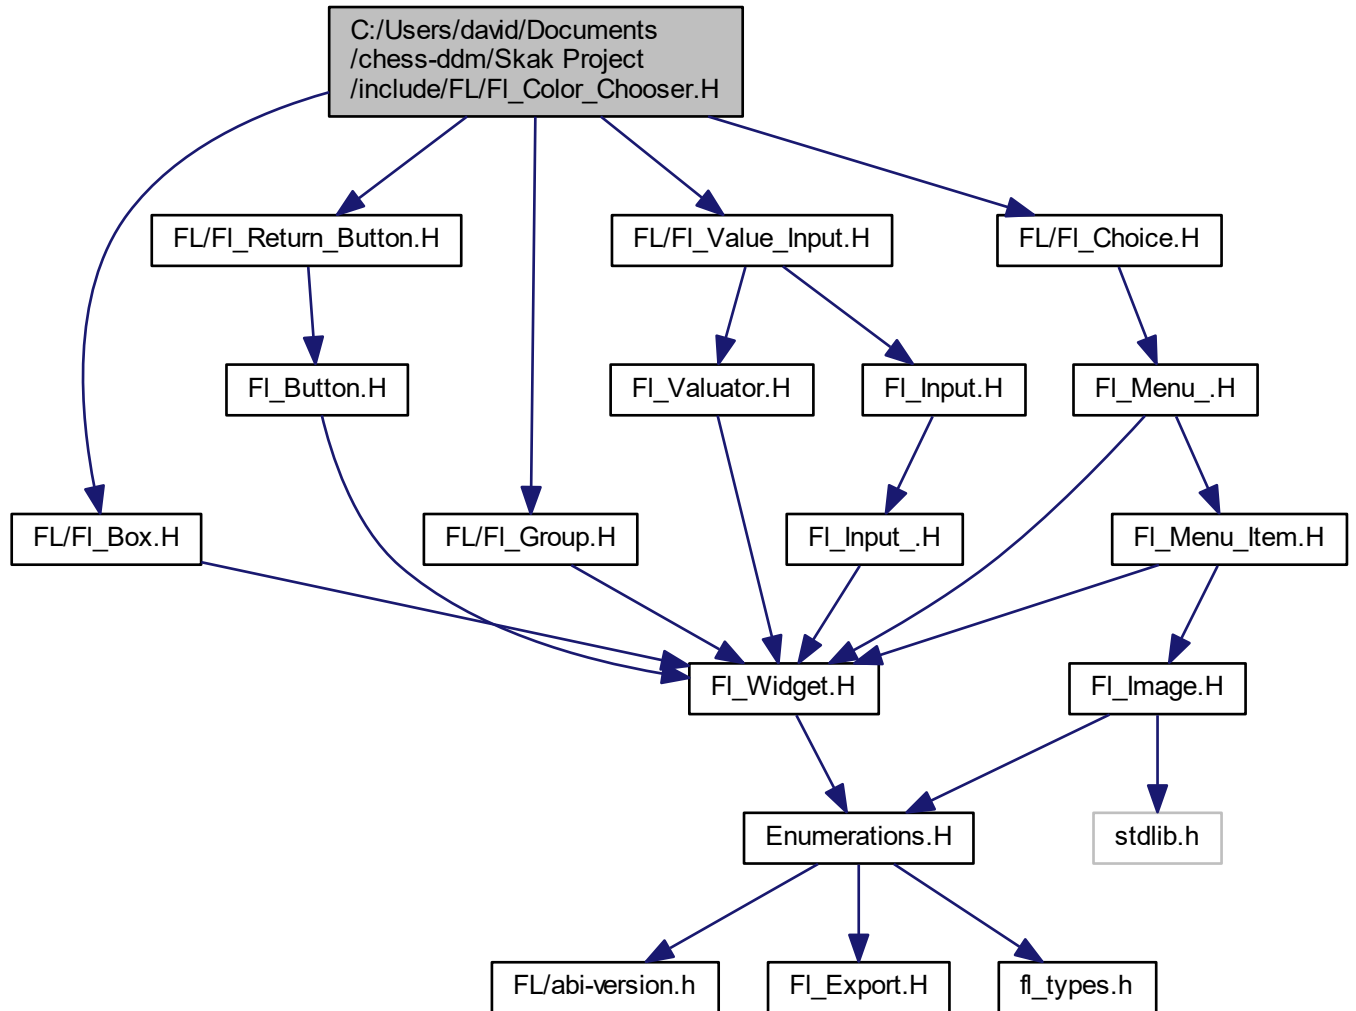 C:/Users/david/Documents
/chess-ddm/Skak Project
/include/FL/Fl_Color_Chooser.H
FL/Fl_Return_Button.H
FL/Fl_Value_Input.H
FL/Fl_Choice.H
Fl_Button.H
Fl_Valuator.H
Fl_Input.H
Fl_Menu_.H
FL/Fl_Box.H
FL/Fl_Group.H
Fl_Input_.H
Fl_Menu_Item.H
Fl_Widget.H
Fl_Image.H
Enumerations.H
stdlib.h
FL/abi-version.h
Fl_Export.H
fl_types.h